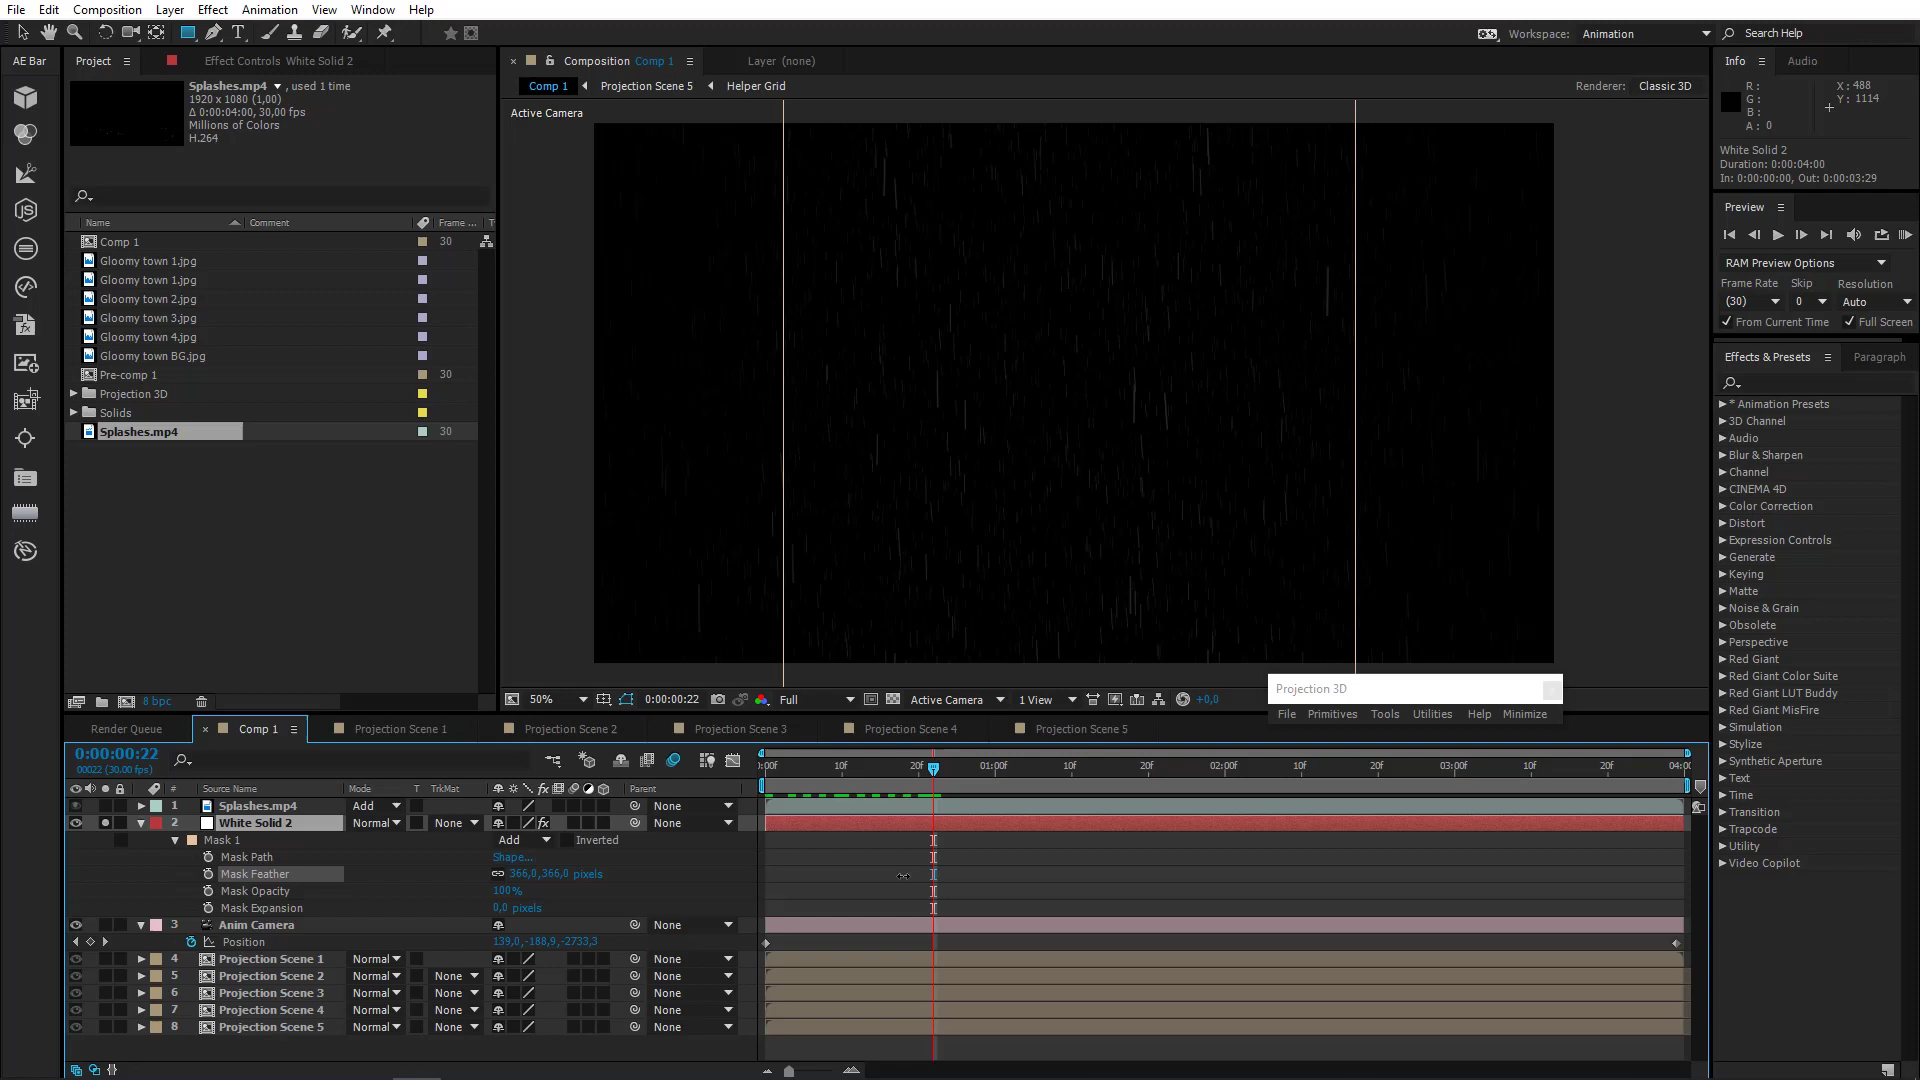 File Edit Composition Layer Effect Animation View Window Help
Workspace: Animation Search Help
AE Bar
Project Effect Controls White Solid 2
Splashes.mp4 , used 1 time
1920 x 1080 (1,00)
Δ 0:00:04:00, 30,00 fps
Millions of Colors
H.264
Name Comment Frame ... T
Comp 1 30
Gloomy town 1.jpg
Gloomy town 1.jpg
Gloomy town 2.jpg
Gloomy town 3.jpg
Gloomy town 4.jpg
Gloomy town BG.jpg
Pre-comp 1 30
Projection 3D
Solids
Splashes.mp4 30
8 bpc
Composition Comp 1 Layer (none)
Comp 1 Projection Scene 5 Helper Grid
Renderer: Classic 3D
Active Camera
50% 0:00:00:22 Full Active Camera 1 View +0,0
Projection 3D
File Primitives Tools Utilities Help Minimize
Info Audio
R : X : 488
G : Y : 1114
B :
A : 0
White Solid 2
Duration: 0:00:04:00
In: 0:00:00:00, Out: 0:00:03:29
Preview
RAM Preview Options
Frame Rate Skip Resolution
(30) 0 Auto
From Current Time Full Screen
Effects & Presets Paragraph
* Animation Presets
3D Channel
Audio
Blur & Sharpen
Channel
CINEMA 4D
Color Correction
Distort
Expression Controls
Generate
Keying
Matte
Noise & Grain
Obsolete
Perspective
Red Giant
Red Giant Color Suite
Red Giant LUT Buddy
Red Giant MisFire
Simulation
Stylize
Synthetic Aperture
Text
Time
Transition
Trapcode
Utility
Video Copilot
Render Queue Comp 1 Projection Scene 1 Projection Scene 2 Projection Scene 3 Projection Scene 4 Projection Scene 5
0:00:00:22
00022 (30.00 fps)
:00f 10f 20f 01:00f 10f 20f 02:00f 10f 20f 03:00f 10f 20f 04:00
# Source Name Mode T TrkMat Parent
1 Splashes.mp4 Add None
2 White Solid 2 Normal None None
Mask 1 Add Inverted
Mask Path Shape...
Mask Feather 366,0,366,0 pixels
Mask Opacity 100%
Mask Expansion 0,0 pixels
3 Anim Camera None
Position 139,0,-188,9,-2733,3
4 Projection Scene 1 Normal None
5 Projection Scene 2 Normal None None
6 Projection Scene 3 Normal None None
7 Projection Scene 4 Normal None None
8 Projection Scene 5 Normal None None